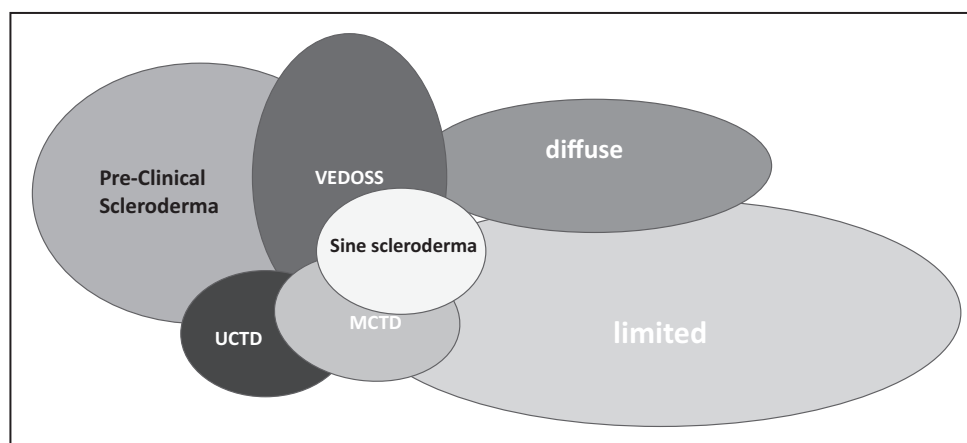 diffuse
Pre-Clinical
Scleroderma
VEDOSS
Sine scleroderma
MCTD
UCTD
limited